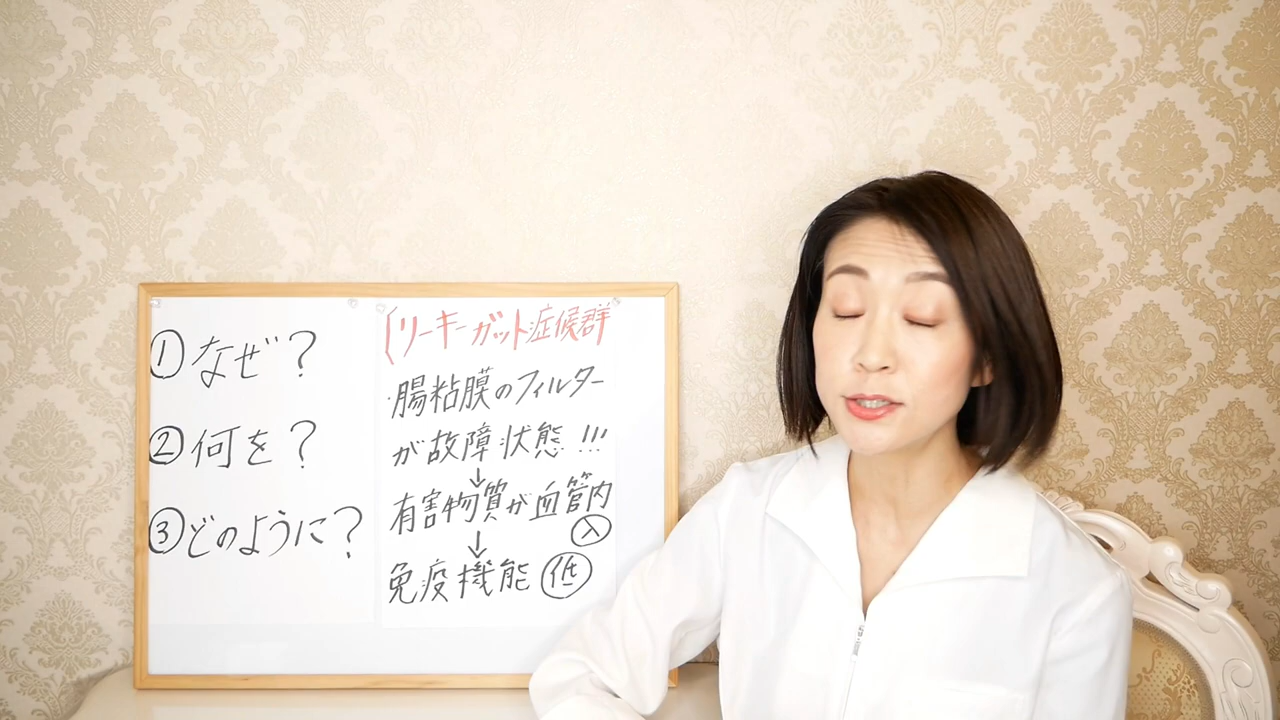 ①なぜ?
②何を?
③どのように?
(リーキーガット症候群
・腸粘膜のフィルター
が故障状態!!!
↓
有害物質が血管内
入
↓
免疫機能 低